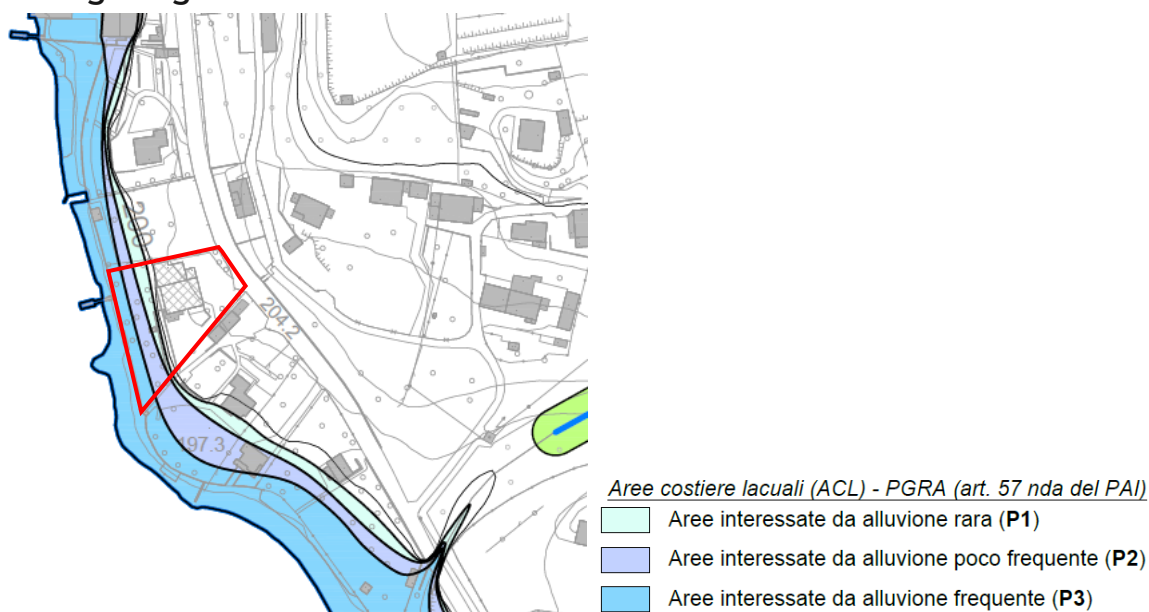 200
204.2
197.3
Aree costiere lacuali (ACL) - PGRA (art. 57 nda del PAI)
Aree interessate da alluvione rara (P1)
Aree interessate da alluvione poco frequente (P2)
Aree interessate da alluvione frequente (P3)